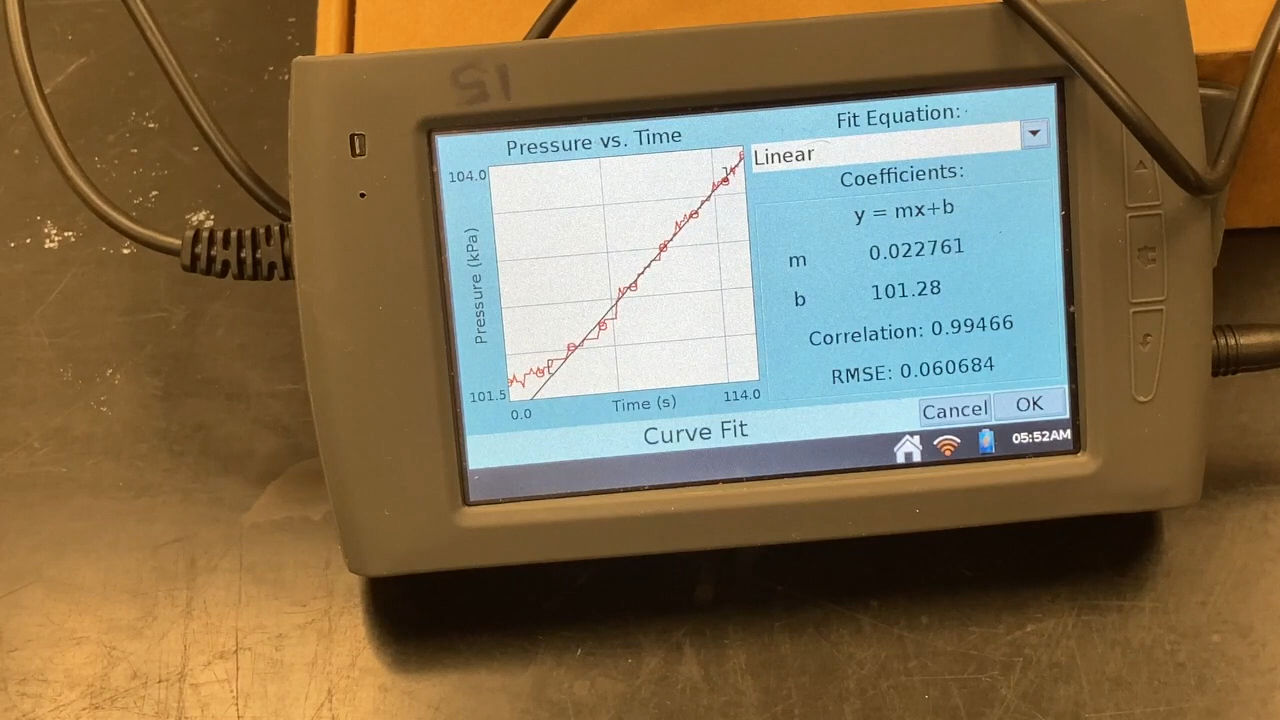 15
Pressure vs. Time
104.0
Pressure (kPa)
101.5
0.0
Time (s)
114.0
Fit Equation:
Linear
Coefficients:
y = mx+b
m 0.022761
b 101.28
Correlation: 0.99466
RMSE: 0.060684
Cancel OK
Curve Fit
05:52AM